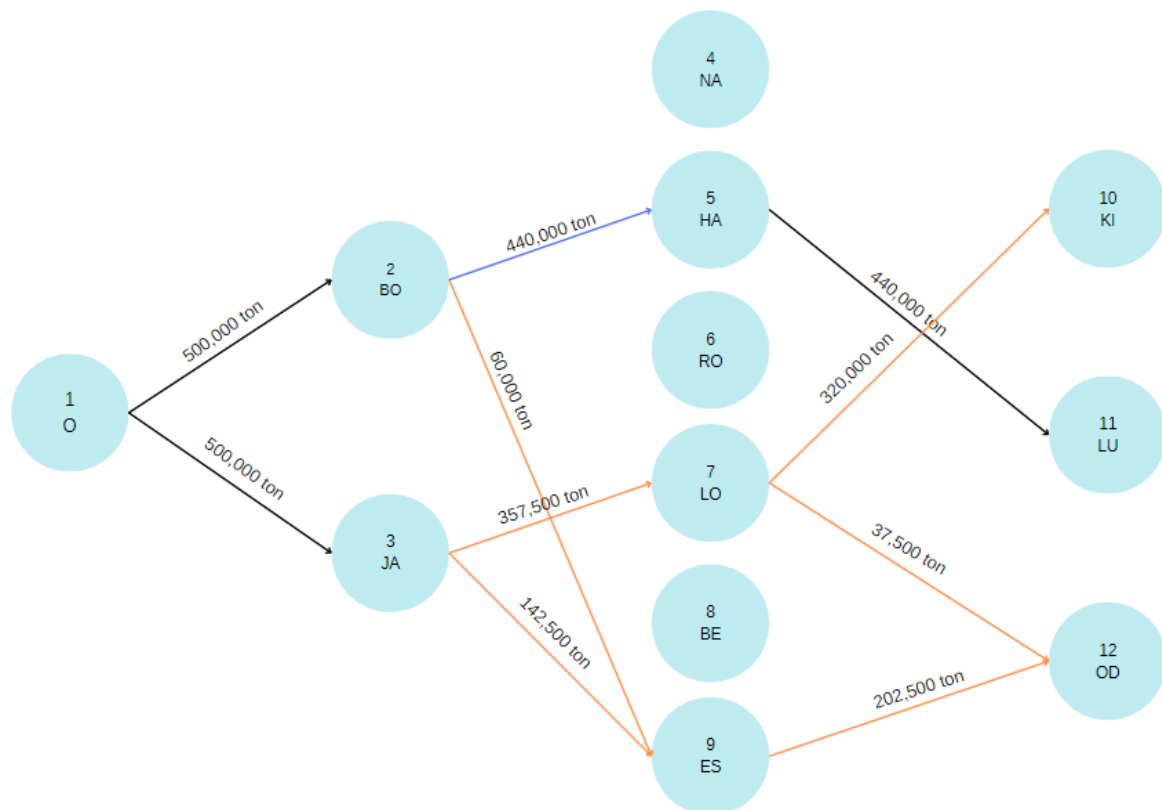 4
NA
5
HA
10
KI
440,000 ton
2
BO
500,000 ton
440,000 ton
6
RO
60,000 ton
320,000 ton
1
O
11
LU
500,000 ton
7
LO
357,500 ton
3
JA
37,500 ton
142,500 ton
8
BE
12
OD
202,500 ton
9
ES